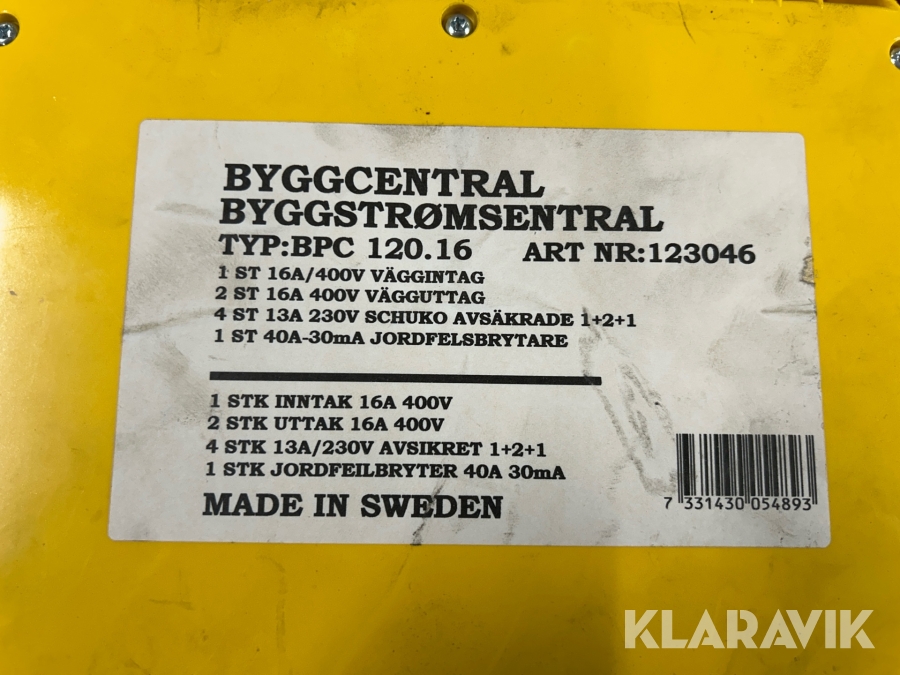 BYGGCENTRAL
BYGGSTRØMSENTRAL
TYP:BPC 120.16 ART NR:123046
1 ST 16A/400V VÄGGINTAG
2 ST 16A 400V VÄGGUTTAG
4 ST 13A 230V SCHUKO AVSÄKRADE 1+2+1
1 ST 40A-30mA JORDFELSBRYTARE
1 STK INNTAK 16A 400V
2 STK UTTAK 16A 400V
4 STK 13A/230V AVSIKRET 1+2+1
1 STK JORDFEILBRYTER 40A 30mA
MADE IN SWEDEN
7 331430 054893
KLARAVIK